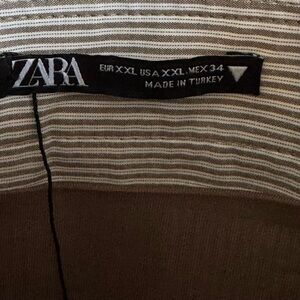 ZARA
EUR XXL USA XXL MEX 34
MADE IN TURKEY